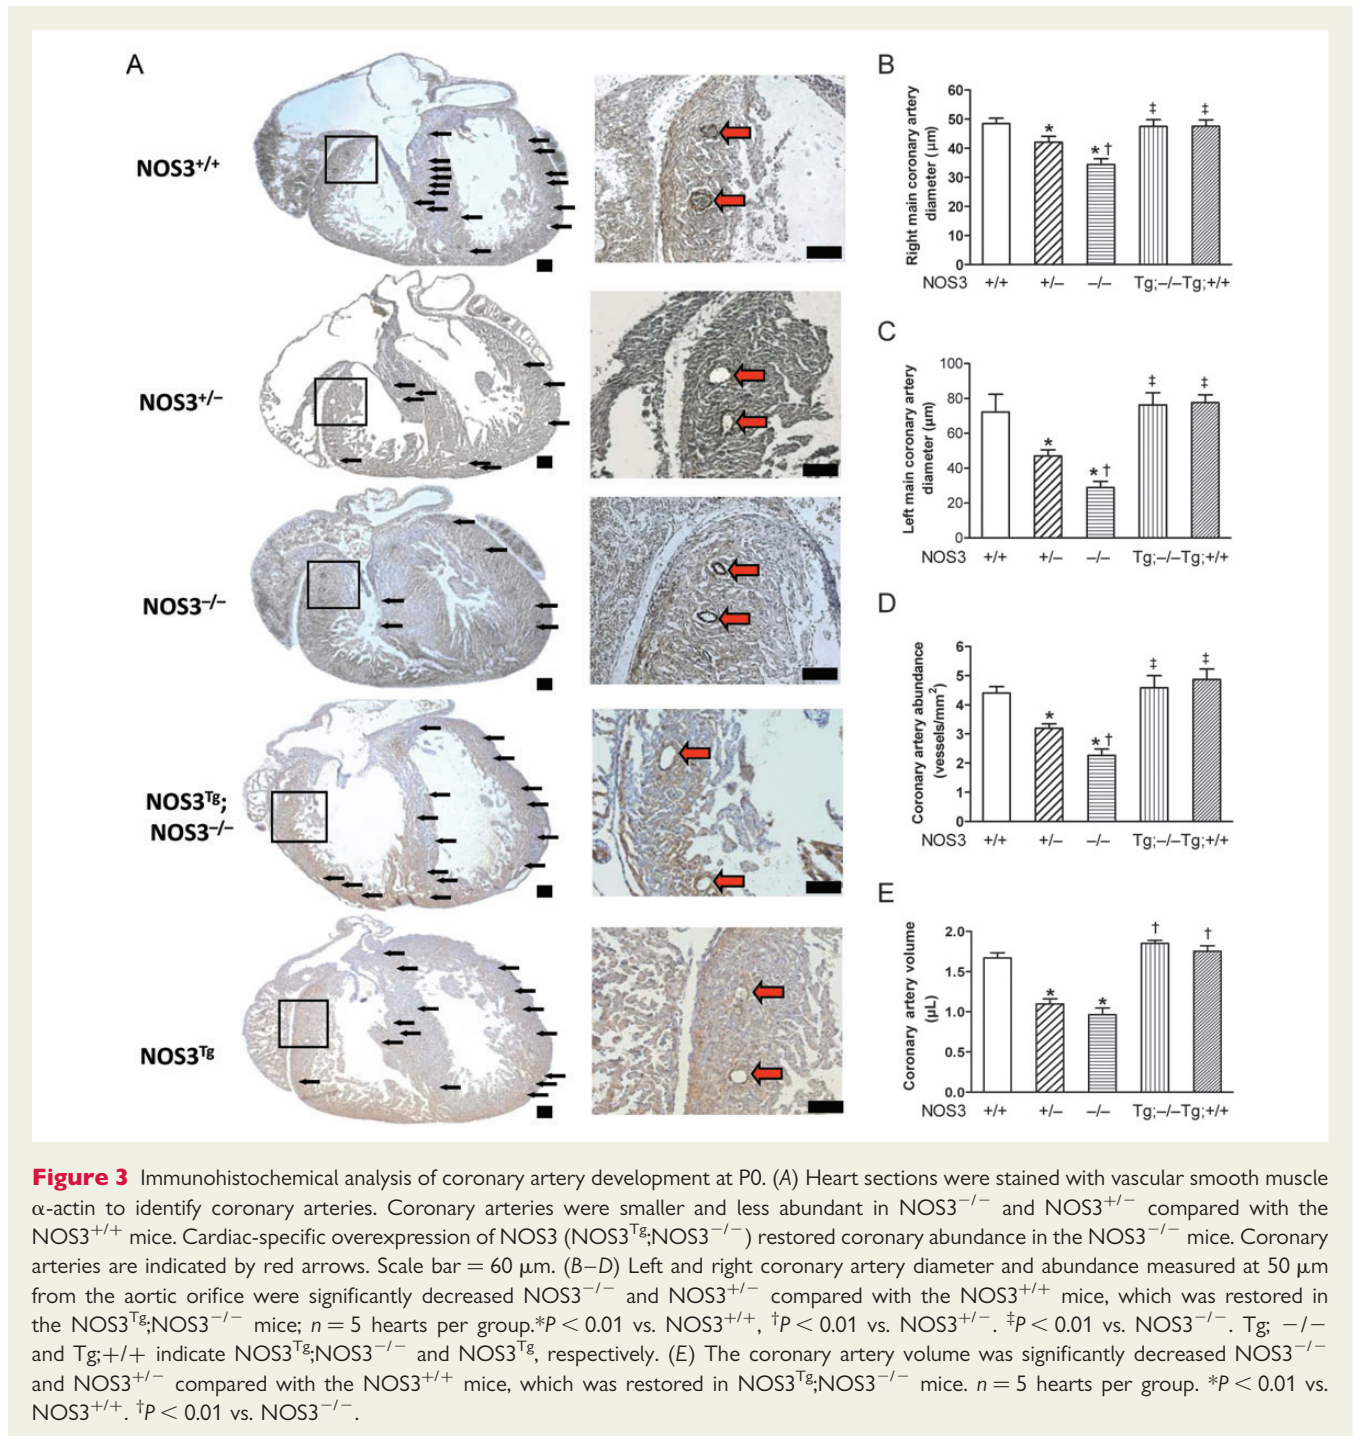 A
NOS3+/+
NOS3+/–
NOS3–/–
NOS3Tg;
NOS3–/–
NOS3Tg
B
Right main coronary artery
diameter (µm)
60
50
40
30
20
10
0
*
* †
‡
‡
NOS3 +/+ +/– –/– Tg;–/– Tg;+/+
C
Left main coronary artery
diameter (µm)
100
80
60
40
20
0
*
* †
‡
‡
NOS3 +/+ +/– –/– Tg;–/– Tg;+/+
D
Coronary artery abundance
(vessels/mm²)
6
5
4
3
2
1
0
*
* †
‡
‡
NOS3 +/+ +/– –/– Tg;–/– Tg;+/+
E
Coronary artery volume
(µL)
2.0
1.5
1.0
0.5
0.0
*
*
†
†
NOS3 +/+ +/– –/– Tg;–/– Tg;+/+
Figure 3 Immunohistochemical analysis of coronary artery development at P0. (A) Heart sections were stained with vascular smooth muscle
α-actin to identify coronary arteries. Coronary arteries were smaller and less abundant in NOS3−/− and NOS3+/− compared with the
NOS3+/+ mice. Cardiac-specific overexpression of NOS3 (NOS3Tg;NOS3−/−) restored coronary abundance in the NOS3−/− mice. Coronary
arteries are indicated by red arrows. Scale bar = 60 µm. (B–D) Left and right coronary artery diameter and abundance measured at 50 µm
from the aortic orifice were significantly decreased NOS3−/− and NOS3+/− compared with the NOS3+/+ mice, which was restored in
the NOS3Tg;NOS3−/− mice; n = 5 hearts per group.*P < 0.01 vs. NOS3+/+, †P < 0.01 vs. NOS3+/−. ‡P < 0.01 vs. NOS3−/−. Tg; −/−
and Tg;+/+ indicate NOS3Tg;NOS3−/− and NOS3Tg, respectively. (E) The coronary artery volume was significantly decreased NOS3−/−
and NOS3+/− compared with the NOS3+/+ mice, which was restored in NOS3Tg;NOS3−/− mice. n = 5 hearts per group. *P < 0.01 vs.
NOS3+/+. †P < 0.01 vs. NOS3−/−.